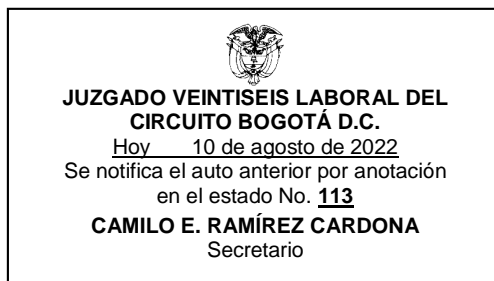 JUZGADO VEINTISEIS LABORAL DEL
CIRCUITO BOGOTÁ D.C.
Hoy 10 de agosto de 2022
Se notifica el auto anterior por anotación
en el estado No. 113
CAMILO E. RAMÍREZ CARDONA
Secretario